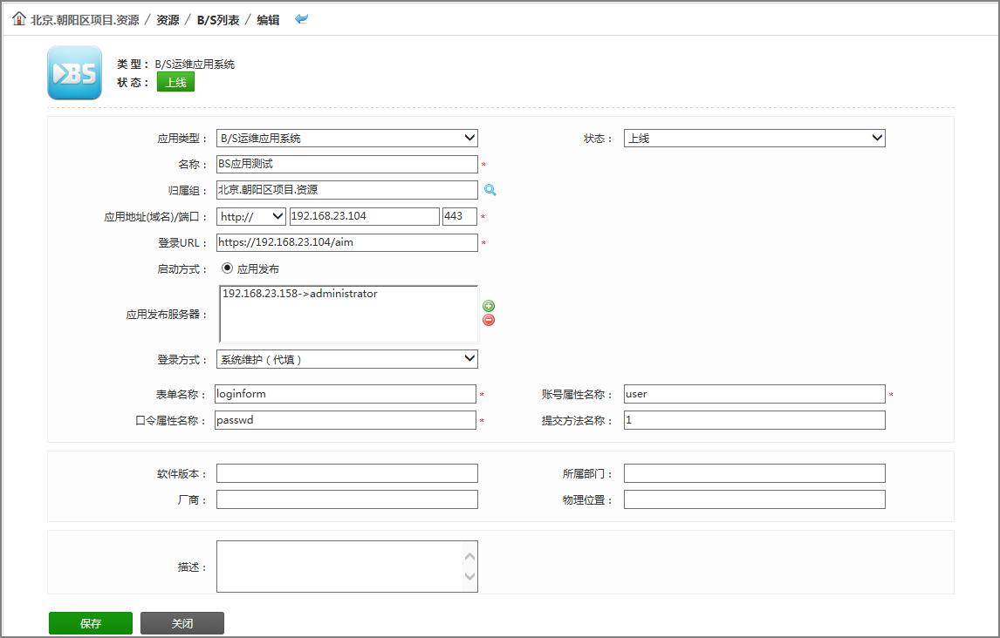 北京.朝阳区项目.资源 / 资源 / B/S列表 / 编辑
BS
类 型： B/S运维应用系统
状 态： 上线
应用类型： B/S运维应用系统 状态： 上线
名称： BS应用测试 *
归属组： 北京.朝阳区项目.资源
应用地址(域名)/端口： http:// 192.168.23.104 443 *
登录URL： https://192.168.23.104/aim *
启动方式： 应用发布
应用发布服务器： 192.168.23.158->administrator
登录方式： 系统维护（代填）
表单名称： loginform * 账号属性名称： user *
口令属性名称： passwd * 提交方法名称： 1
软件版本： 所属部门：
厂商： 物理位置：
描述：
保存 关闭